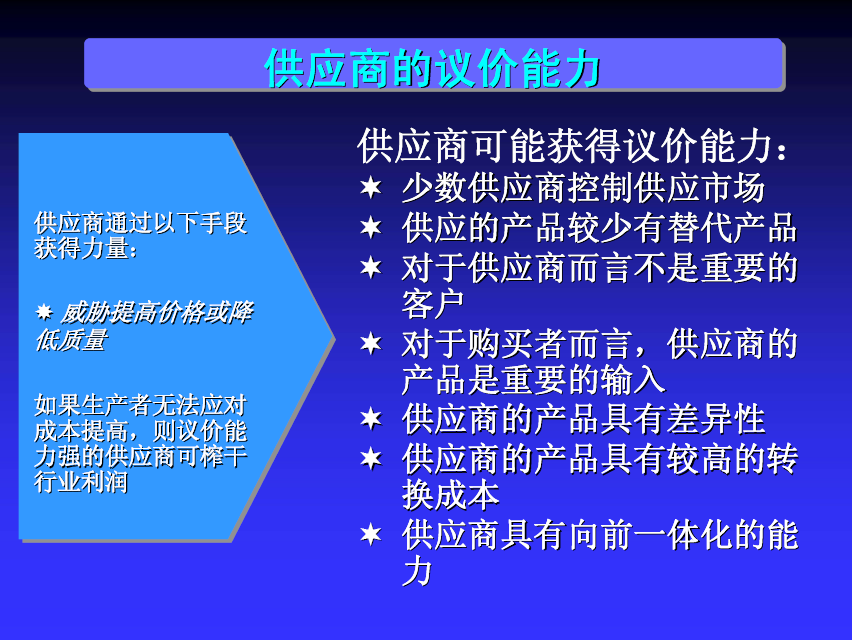 供应商的议价能力
供应商通过以下手段
获得力量：
✷ 威胁提高价格或降
低质量
如果生产者无法应对
成本提高，则议价能
力强的供应商可榨干
行业利润
供应商可能获得议价能力：
✶ 少数供应商控制供应市场
✶ 供应的产品较少有替代产品
✶ 对于供应商而言不是重要的
客户
✶ 对于购买者而言，供应商的
产品是重要的输入
✶ 供应商的产品具有差异性
✶ 供应商的产品具有较高的转
换成本
✶ 供应商具有向前一体化的能
力